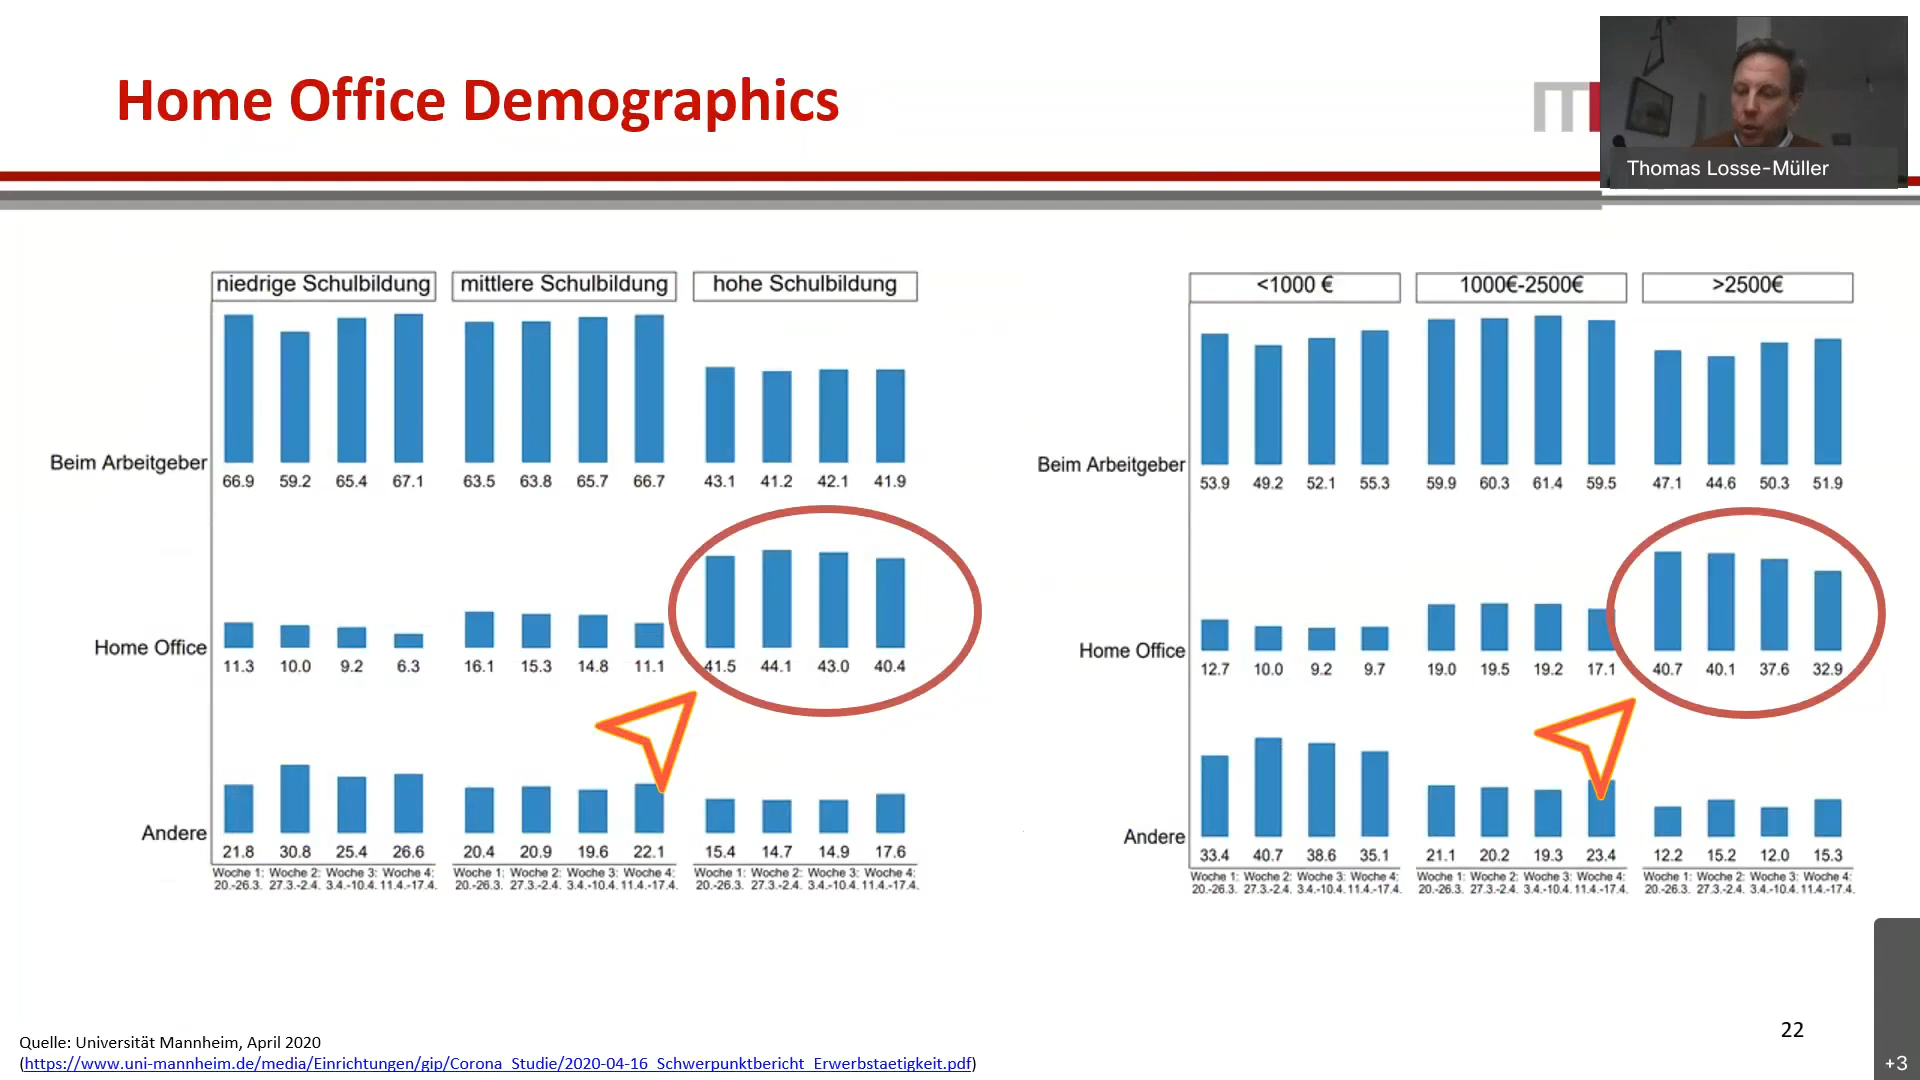 Home Office Demographics
Thomas Losse-Müller
niedrige Schulbildung mittlere Schulbildung hohe Schulbildung
Beim Arbeitgeber
66.9 59.2 65.4 67.1 63.5 63.8 65.7 66.7 43.1 41.2 42.1 41.9
Home Office
11.3 10.0 9.2 6.3 16.1 15.3 14.8 11.1 41.5 44.1 43.0 40.4
Andere
21.8 30.8 25.4 26.6 20.4 20.9 19.6 22.1 15.4 14.7 14.9 17.6
Woche 1: Woche 2: Woche 3: Woche 4: Woche 1: Woche 2: Woche 3: Woche 4: Woche 1: Woche 2: Woche 3: Woche 4:
20.-26.3. 27.3.-2.4. 3.4.-10.4. 11.4.-17.4. 20.-26.3. 27.3.-2.4. 3.4.-10.4. 11.4.-17.4. 20.-26.3. 27.3.-2.4. 3.4.-10.4. 11.4.-17.4.
<1000 € 1000€-2500€ >2500€
Beim Arbeitgeber
53.9 49.2 52.1 55.3 59.9 60.3 61.4 59.5 47.1 44.6 50.3 51.9
Home Office
12.7 10.0 9.2 9.7 19.0 19.5 19.2 17.1 40.7 40.1 37.6 32.9
Andere
33.4 40.7 38.6 35.1 21.1 20.2 19.3 23.4 12.2 15.2 12.0 15.3
Woche 1: Woche 2: Woche 3: Woche 4: Woche 1: Woche 2: Woche 3: Woche 4: Woche 1: Woche 2: Woche 3: Woche 4:
20.-26.3. 27.3.-2.4. 3.4.-10.4. 11.4.-17.4. 20.-26.3. 27.3.-2.4. 3.4.-10.4. 11.4.-17.4. 20.-26.3. 27.3.-2.4. 3.4.-10.4. 11.4.-17.4.
22
Quelle: Universität Mannheim, April 2020
(https://www.uni-mannheim.de/media/Einrichtungen/gip/Corona_Studie/2020-04-16_Schwerpunktbericht_Erwerbstaetigkeit.pdf)
+3